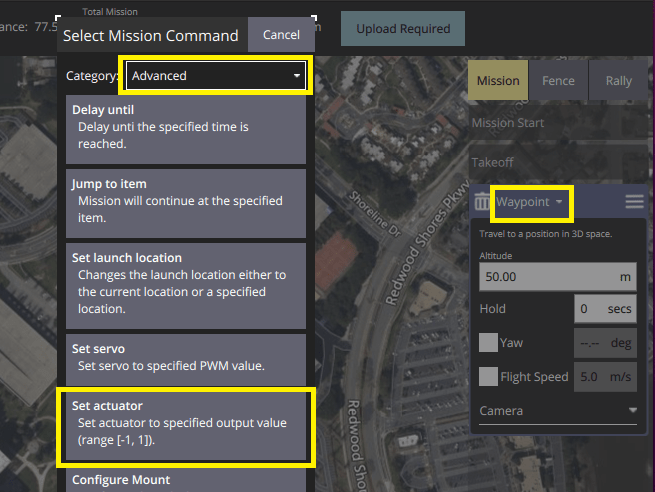 Total Mission
ance: 77.5
m
Upload Required
Select Mission Command
Cancel
Category:
Advanced
Delay until
Delay unti the specified time is
reached.
Jump to item
Mission will continue at the specified
item.
Set launch location
Changes the launch location either to
the current location or a specified
location.
Set servo
Set servo to specified PWM value.
Set actuator
Set actuator to specified output value
(range [-1, 1]).
Configure Mount
Shoreline Dr
Redwood Shores Pkwy
Redwood Shores
Mission
Fence
Rally
Mission Start
Takeoff
Waypoint
Travel to a position in 3D space.
Altitude
50.00 m
Hold 0 secs
Yaw --.-- deg
Flight Speed 5.0 m/s
Camera